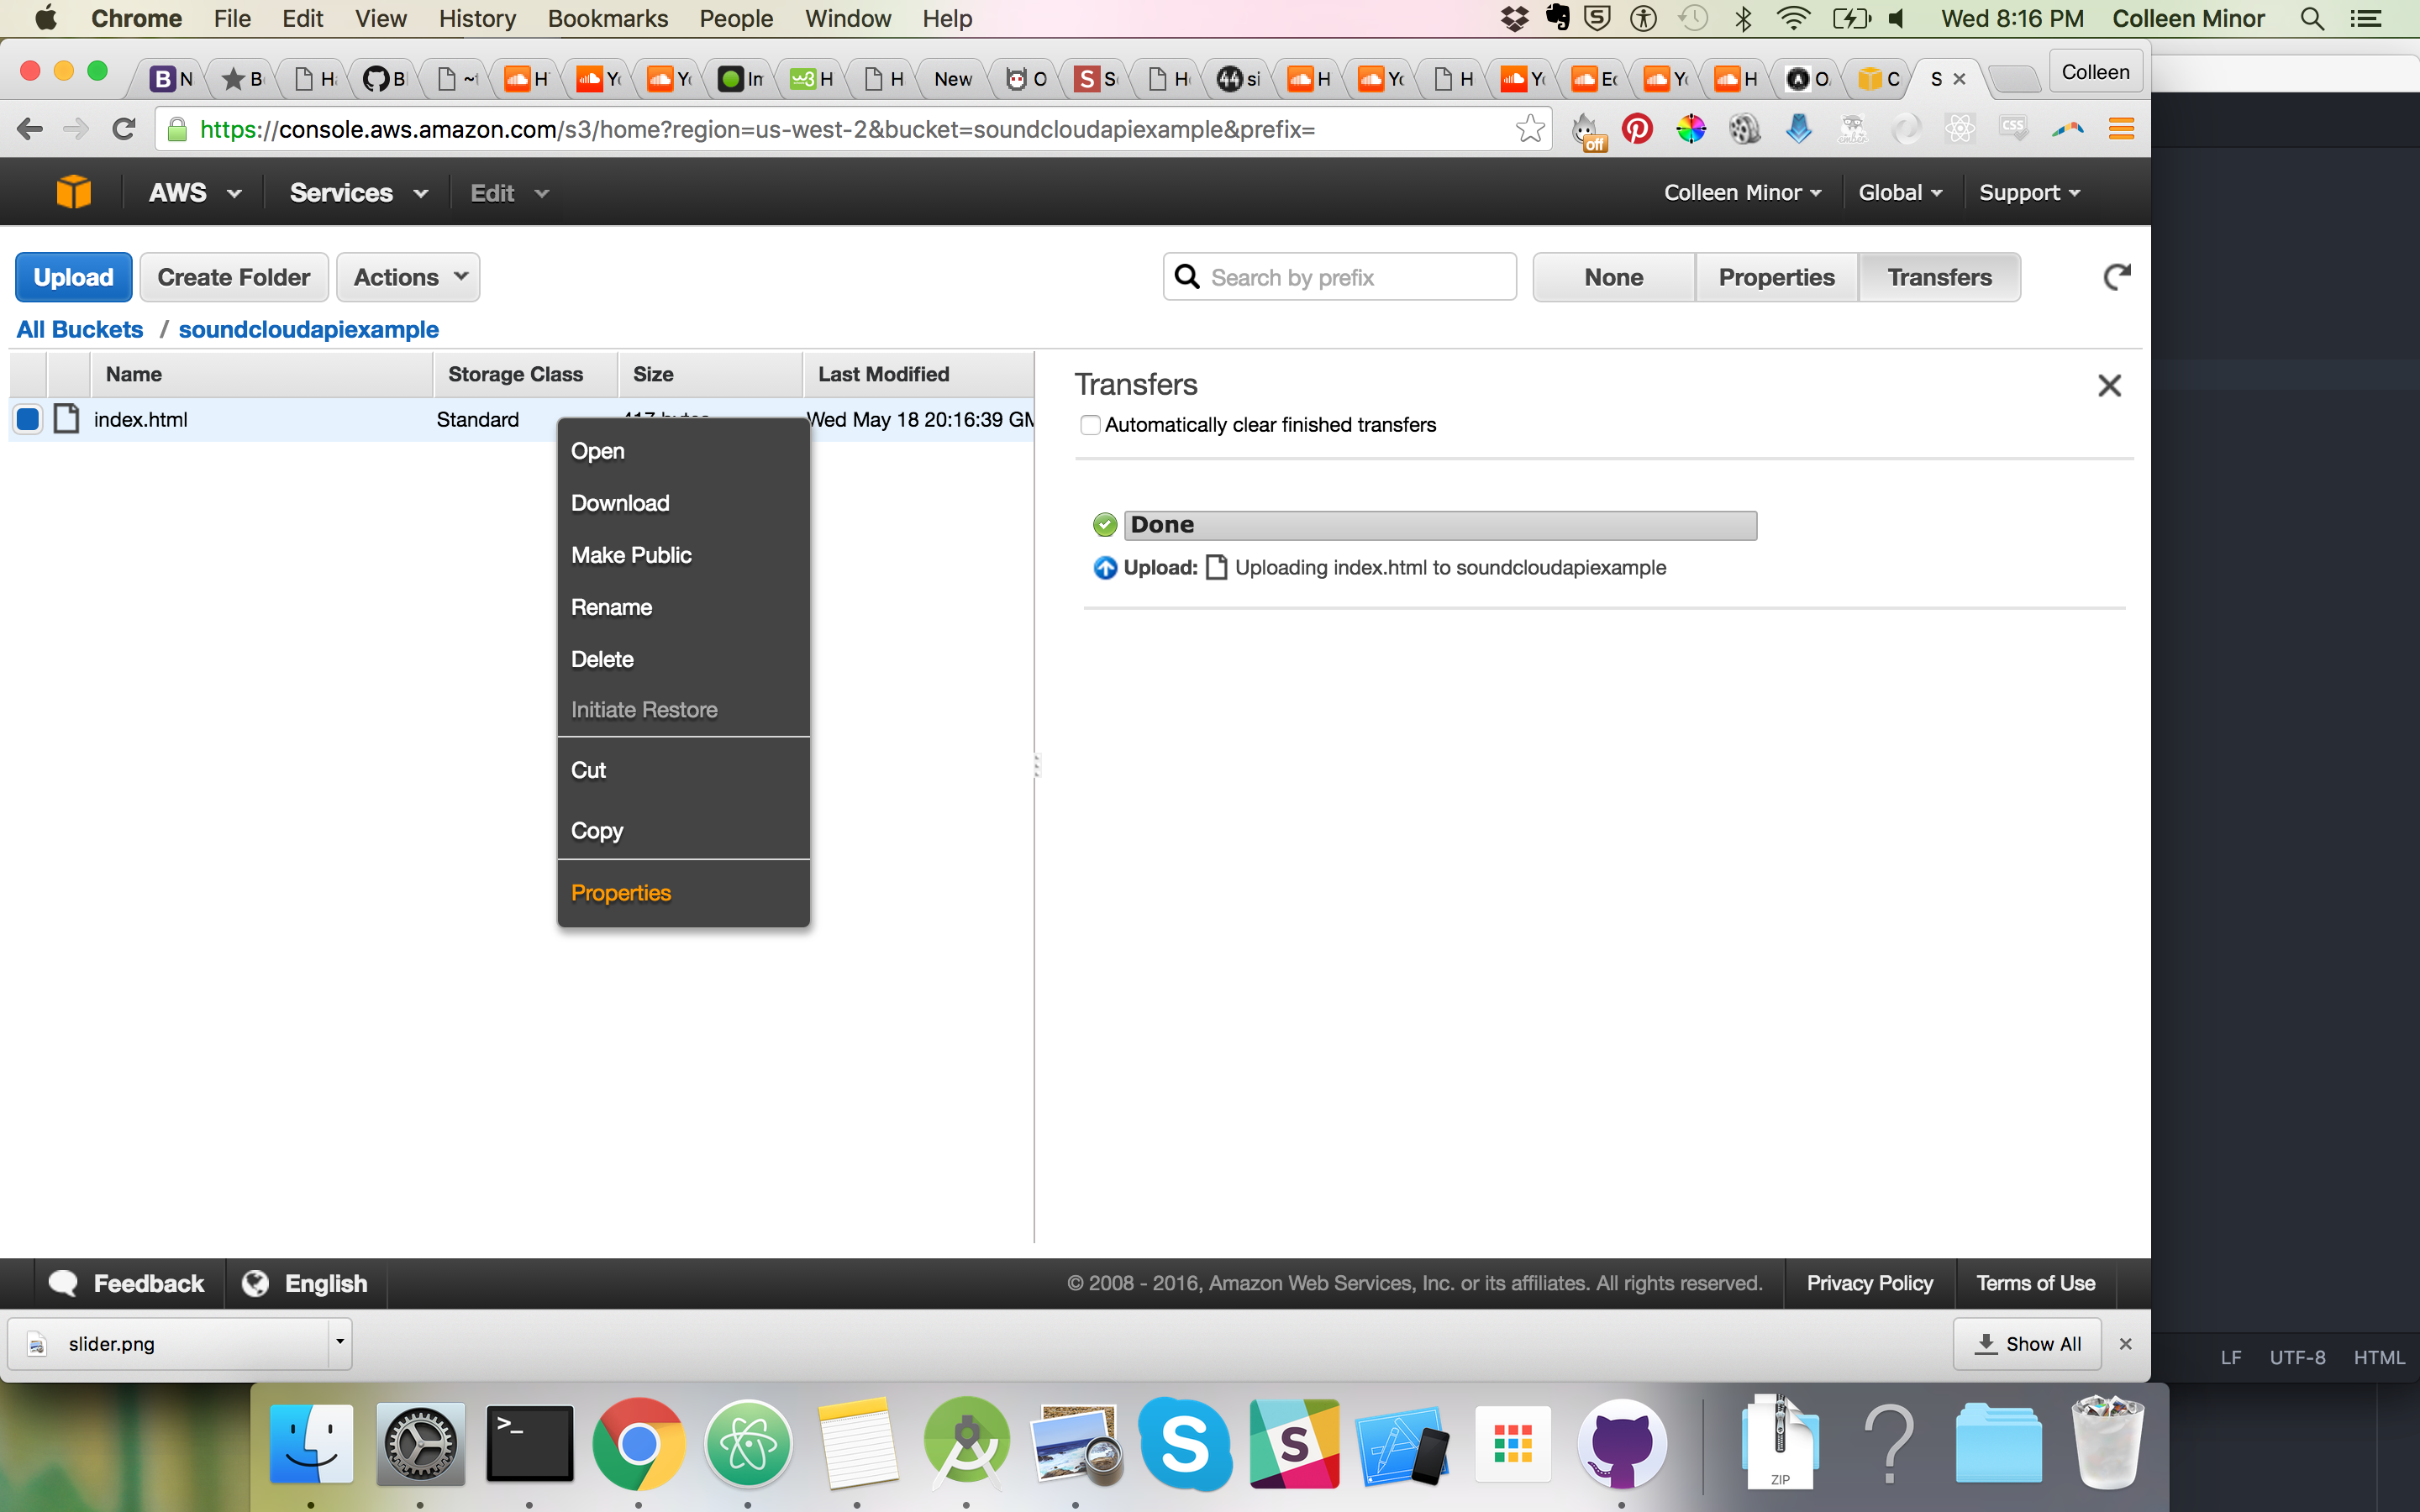 Chrome File Edit View History Bookmarks People Window Help Wed 8:16 PM Colleen Minor
Colleen
https://console.aws.amazon.com/s3/home?region=us-west-2&bucket=soundcloudapiexample&prefix=
off
AWS Services Edit Colleen Minor Global Support
Upload Create Folder Actions Search by prefix None Properties Transfers
All Buckets / soundcloudapiexample
Name Storage Class Size Last Modified
index.html Standard Wed May 18 20:16:39 GM
Transfers
Automatically clear finished transfers
Done
Upload: Uploading index.html to soundcloudapiexample
Open
Download
Make Public
Rename
Delete
Initiate Restore
Cut
Copy
Properties
Feedback English © 2008 - 2016, Amazon Web Services, Inc. or its affiliates. All rights reserved. Privacy Policy Terms of Use
slider.png Show All
LF UTF-8 HTML
ZIP